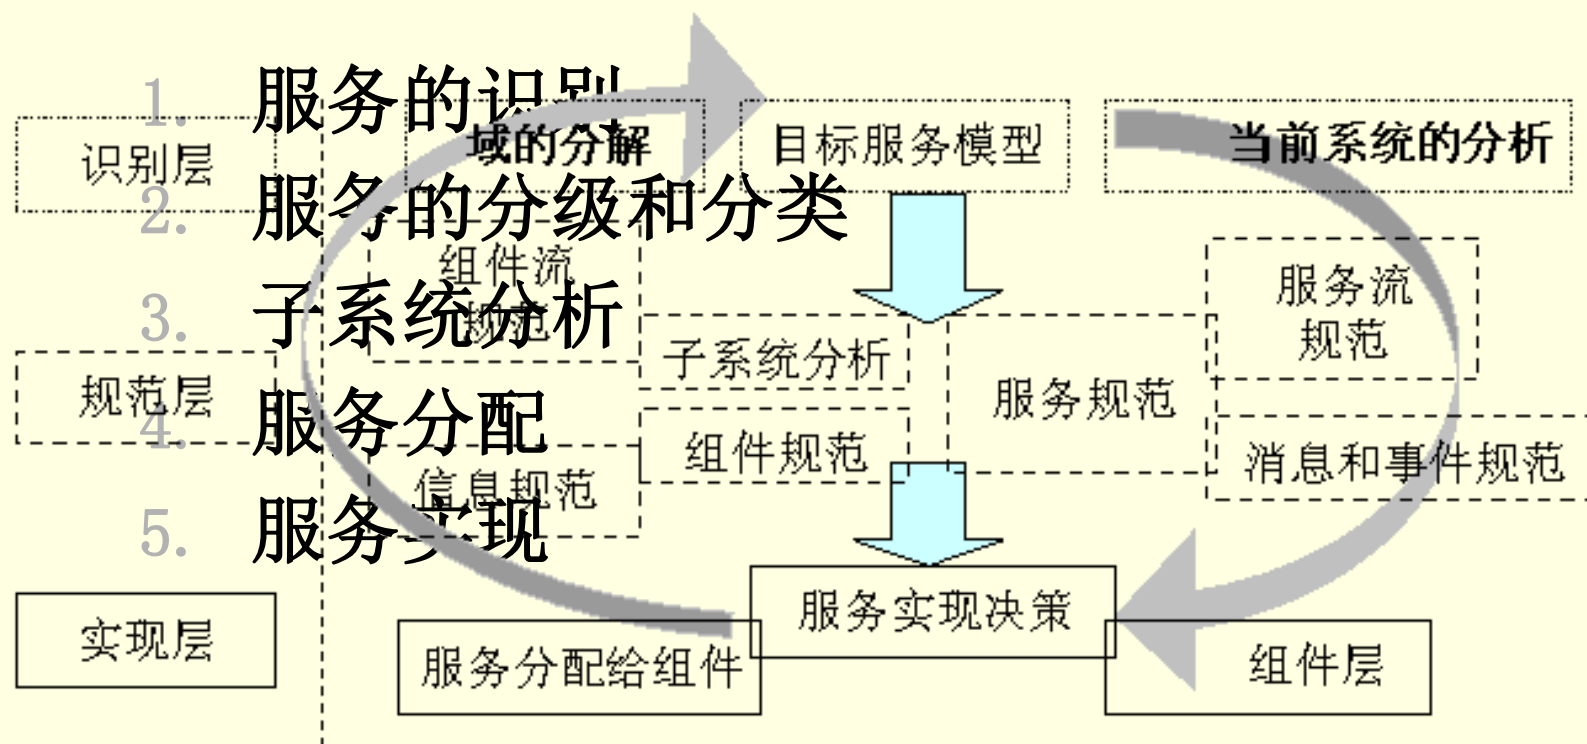 1. 服务的识别
2. 服务的分级和分类
3. 子系统分析
4. 服务分配
5. 服务实现
识别层
域的分解
目标服务模型
当前系统的分析
规范层
组件流
规范
子系统分析
组件规范
信息规范
服务规范
服务流
规范
消息和事件规范
实现层
服务分配给组件
服务实现决策
组件层